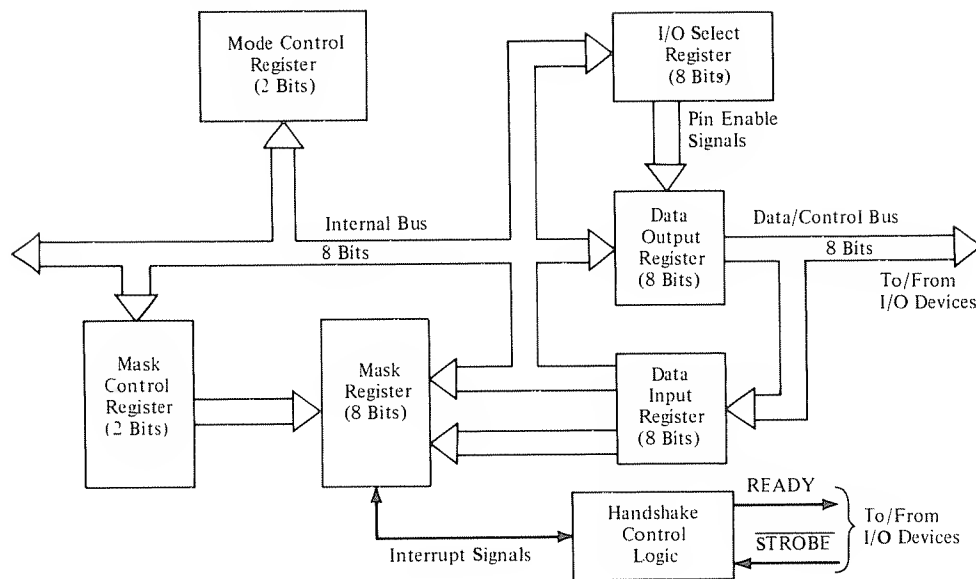 Mode Control
Register
(2 Bits)
I/O Select
Register
(8 Bits)
Pin Enable
Signals
Internal Bus
8 Bits
Data
Output
Register
(8 Bits)
Data/Control Bus
8 Bits
To/From
I/O Devices
Mask
Control
Register
(2 Bits)
Mask
Register
(8 Bits)
Data
Input
Register
(8 Bits)
Interrupt Signals
Handshake
Control
Logic
READY
STROBE
To/From
I/O Devices